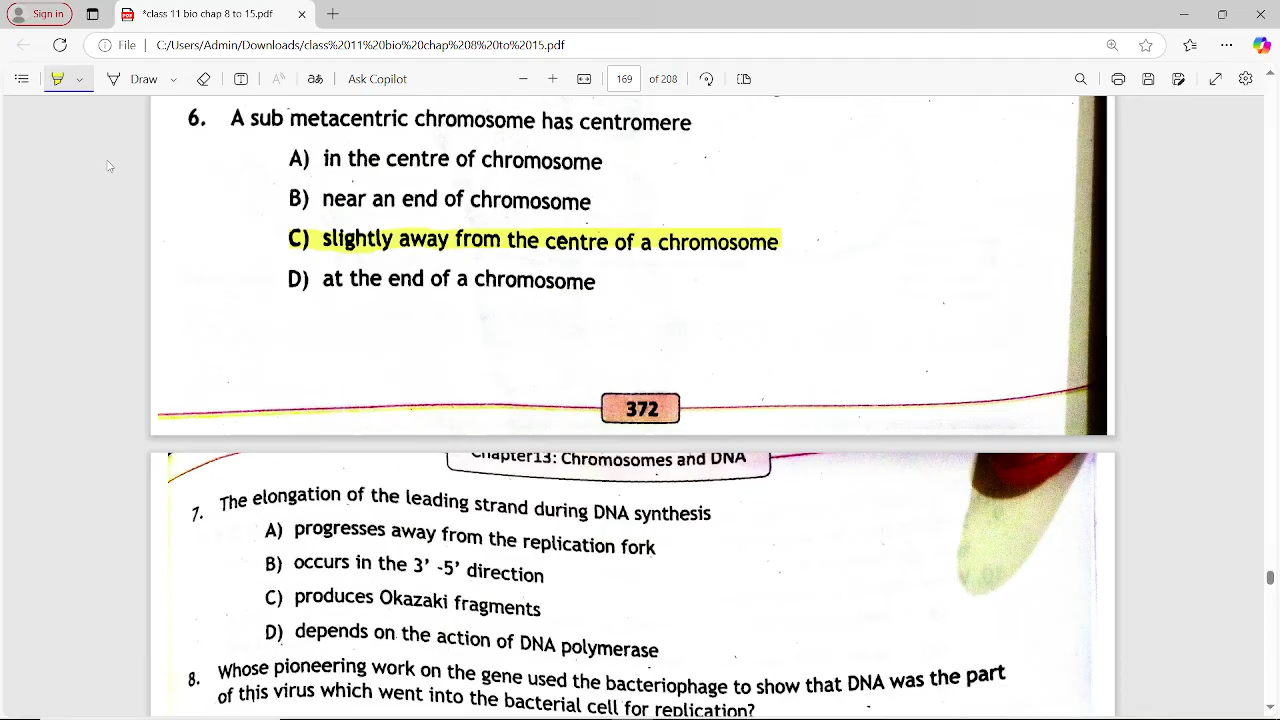 Sign in
*class 11 bio chap 8 to 15.pdf
File C:/Users/Admin/Downloads/class%2011%20bio%20chap%208%20to%2015.pdf
Draw
Ask Copilot
169 of 208
6. A sub metacentric chromosome has centromere
A) in the centre of chromosome
B) near an end of chromosome
C) slightly away from the centre of a chromosome
D) at the end of a chromosome
372
Chapter13: Chromosomes and DNA
7. The elongation of the leading strand during DNA synthesis
A) progresses away from the replication fork
B) occurs in the 3’ -5’ direction
C) produces Okazaki fragments
D) depends on the action of DNA polymerase
8. Whose pioneering work on the gene used the bacteriophage to show that DNA was the part
of this virus which went into the bacterial cell for replication?